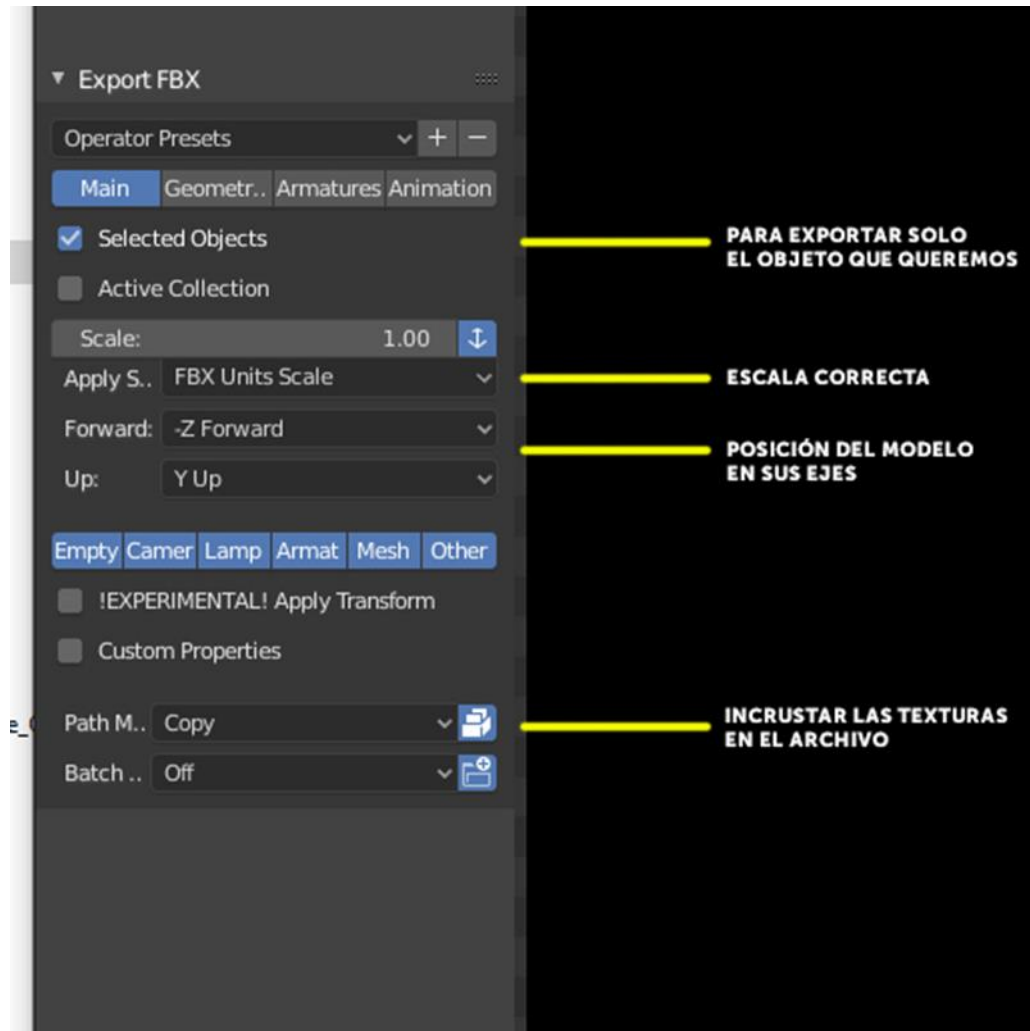 Export FBX
Operator Presets
Main Geometr.. Armatures Animation
Selected Objects
PARA EXPORTAR SOLO
EL OBJETO QUE QUEREMOS
Active Collection
Scale: 1.00
Apply S.. FBX Units Scale
ESCALA CORRECTA
Forward: -Z Forward
POSICIÓN DEL MODELO
EN SUS EJES
Up: Y Up
Empty Camer Lamp Armat Mesh Other
!EXPERIMENTAL! Apply Transform
Custom Properties
Path M.. Copy
INCRUSTAR LAS TEXTURAS
EN EL ARCHIVO
Batch .. Off